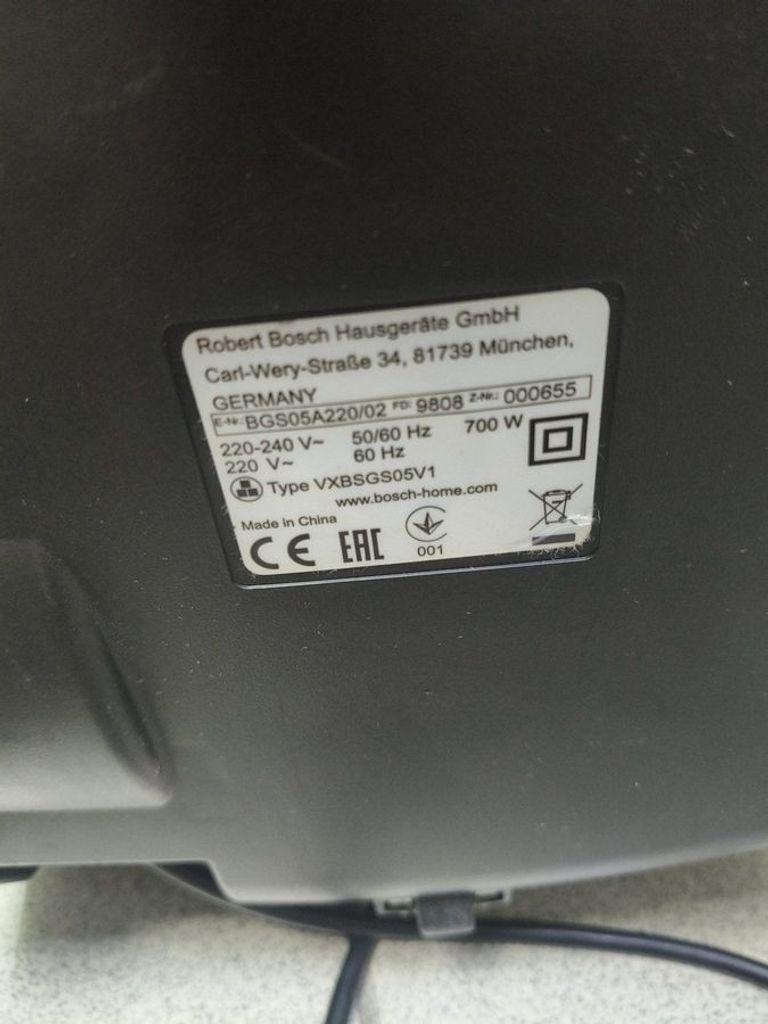 Robert Bosch Hausgeräte GmbH
Carl-Wery-Straße 34, 81739 München,
GERMANY
E-Nr.: BGS05A220/02 FD: 9808 Z-Nr.: 000655
220-240 V~ 50/60 Hz 700 W
220 V~ 60 Hz
Type VXBSGS05V1
www.bosch-home.com
Made in China
CE EAC 001